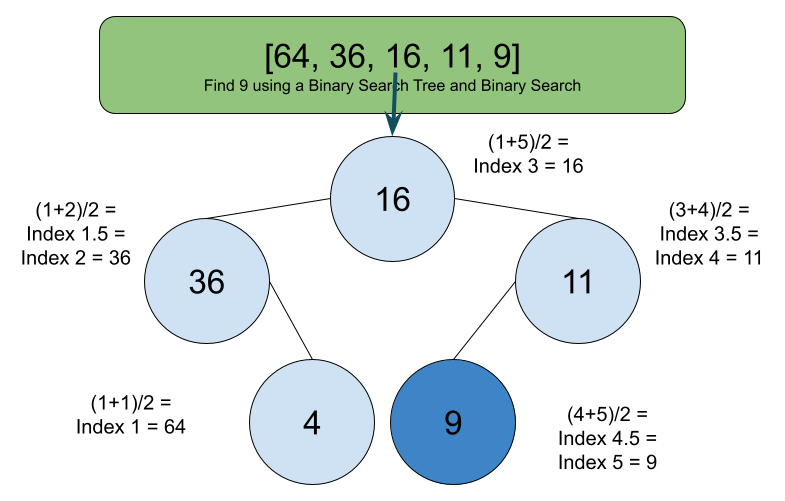 [64, 36, 16, 11, 9]
Find 9 using a Binary Search Tree and Binary Search
(1+5)/2 =
Index 3 = 16
16
(1+2)/2 =
Index 1.5 =
Index 2 = 36
(3+4)/2 =
Index 3.5 =
Index 4 = 11
36
11
(1+1)/2 =
Index 1 = 64
4
9
(4+5)/2 =
Index 4.5 =
Index 5 = 9